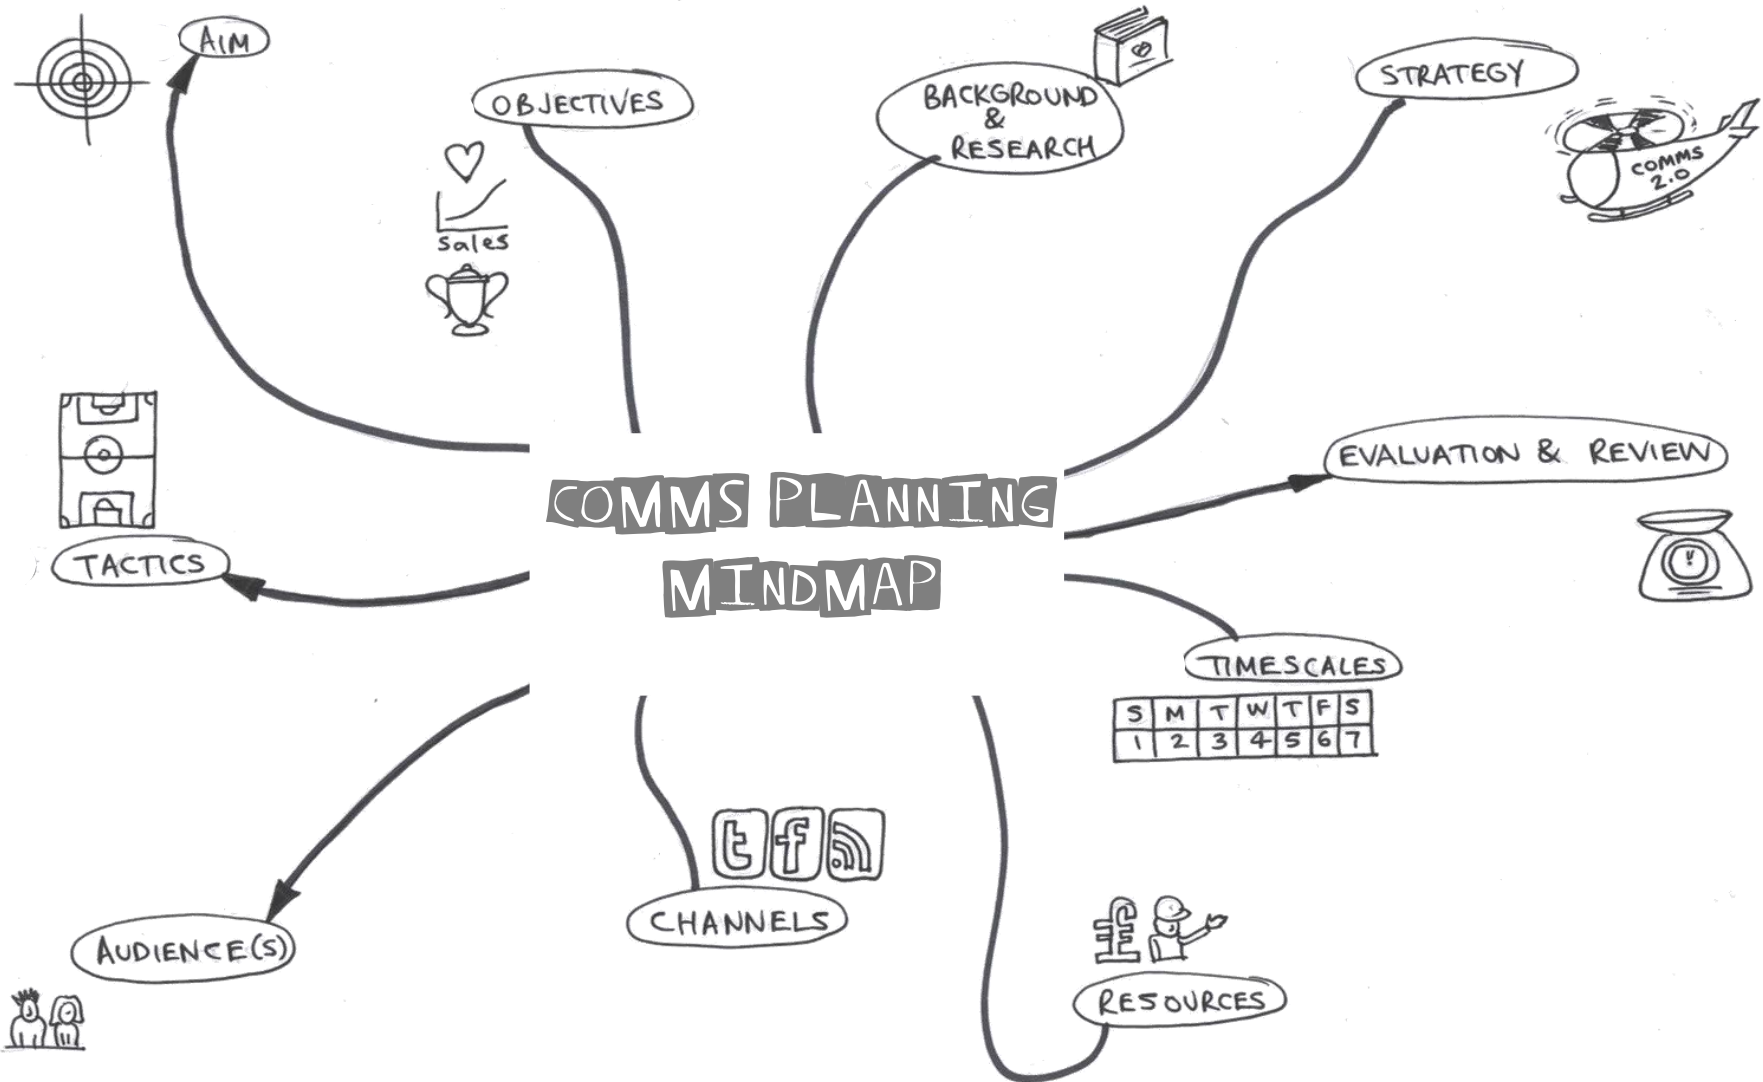 AIM
OBJECTIVES
sales
BACKGROUND
&
RESEARCH
STRATEGY
COMMS
2.0
EVALUATION & REVIEW
COMMS PLANNING
MINDMAP
TACTICS
TIMESCALES
S M T W T F S
1 2 3 4 5 6 7
t f
CHANNELS
AUDIENCE(S)
£
RESOURCES